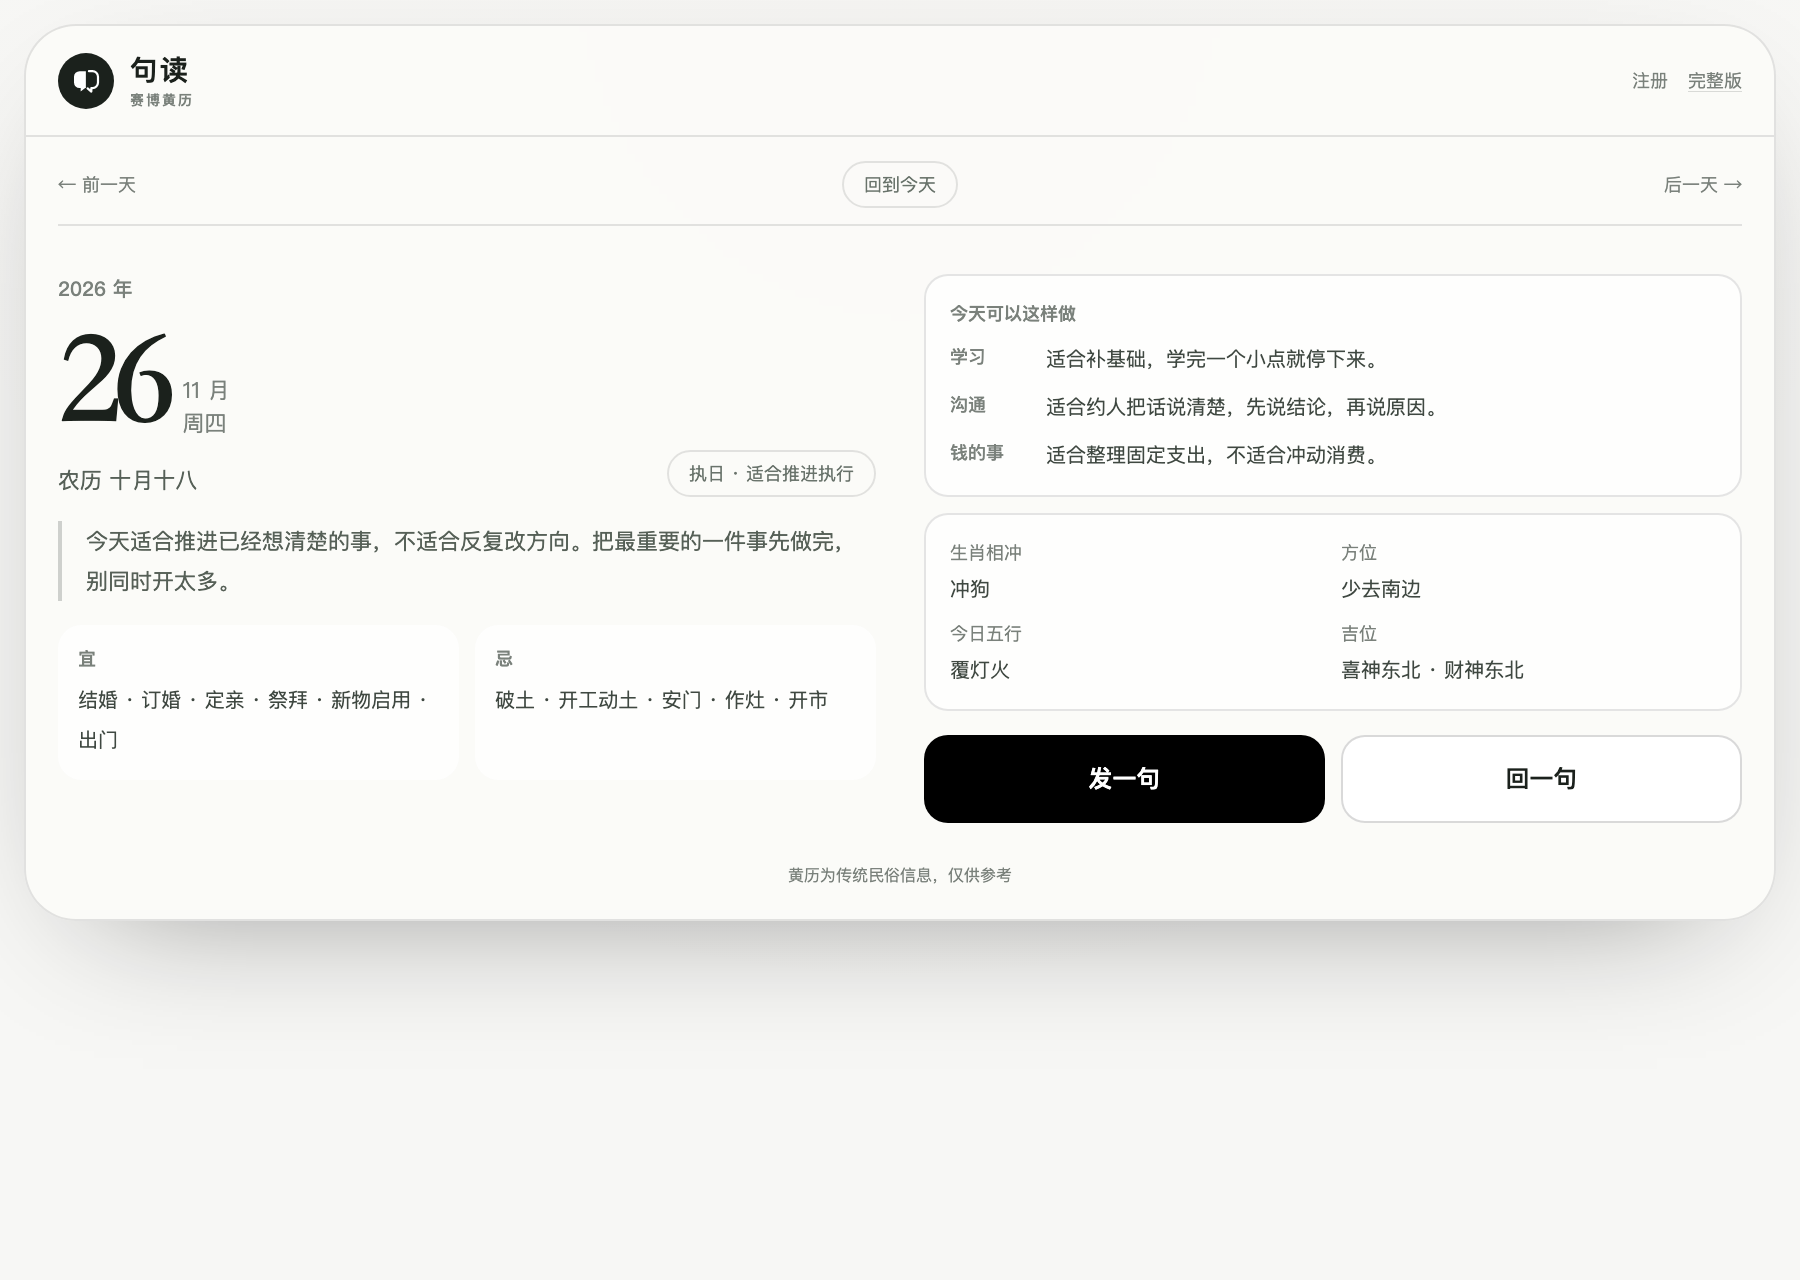 句读
赛博黄历
注册 完整版
← 前一天
回到今天
后一天 →
2026 年
26
11 月
周四
农历 十月十八
执日 · 适合推进执行
今天适合推进已经想清楚的事，不适合反复改方向。把最重要的一件事先做完，
别同时开太多。
宜
结婚 · 订婚 · 定亲 · 祭拜 · 新物启用 ·
出门
忌
破土 · 开工动土 · 安门 · 作灶 · 开市
今天可以这样做
学习 适合补基础，学完一个小点就停下来。
沟通 适合约人把话说清楚，先说结论，再说原因。
钱的事 适合整理固定支出，不适合冲动消费。
生肖相冲
冲狗
方位
少去南边
今日五行
覆灯火
吉位
喜神东北 · 财神东北
发一句
回一句
黄历为传统民俗信息，仅供参考